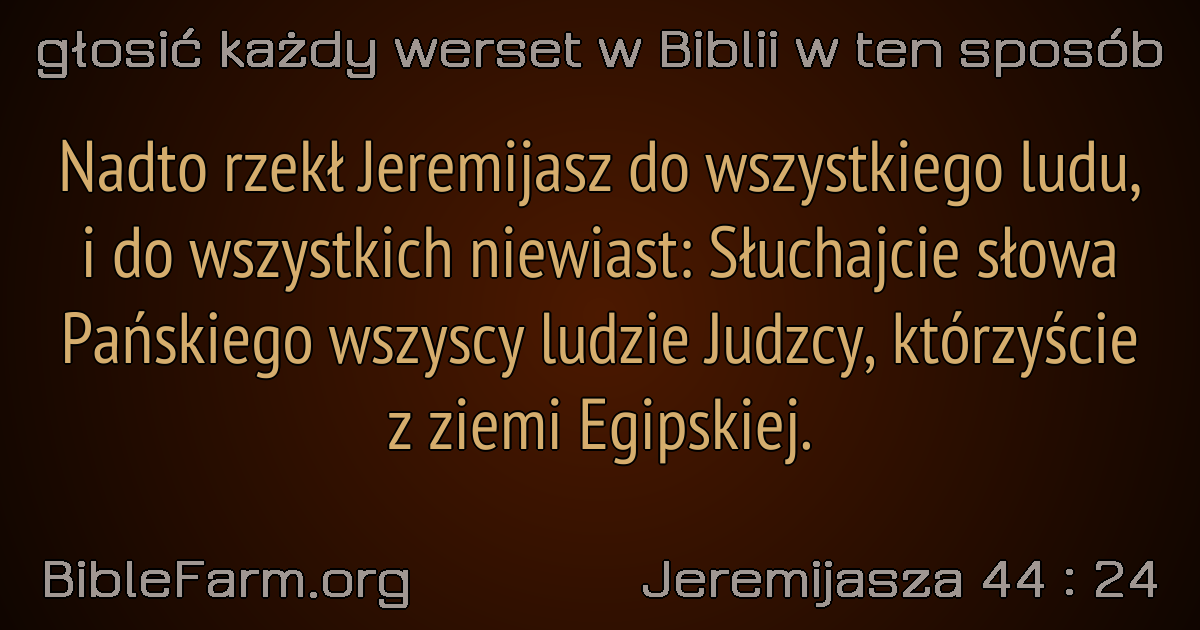 głosić każdy werset w Biblii w ten sposób
Nadto rzekł Jeremijasz do wszystkiego ludu,
i do wszystkich niewiast: Słuchajcie słowa
Pańskiego wszyscy ludzie Judzcy, którzyście
z ziemi Egipskiej.
BibleFarm.org
Jeremijasza 44 : 24